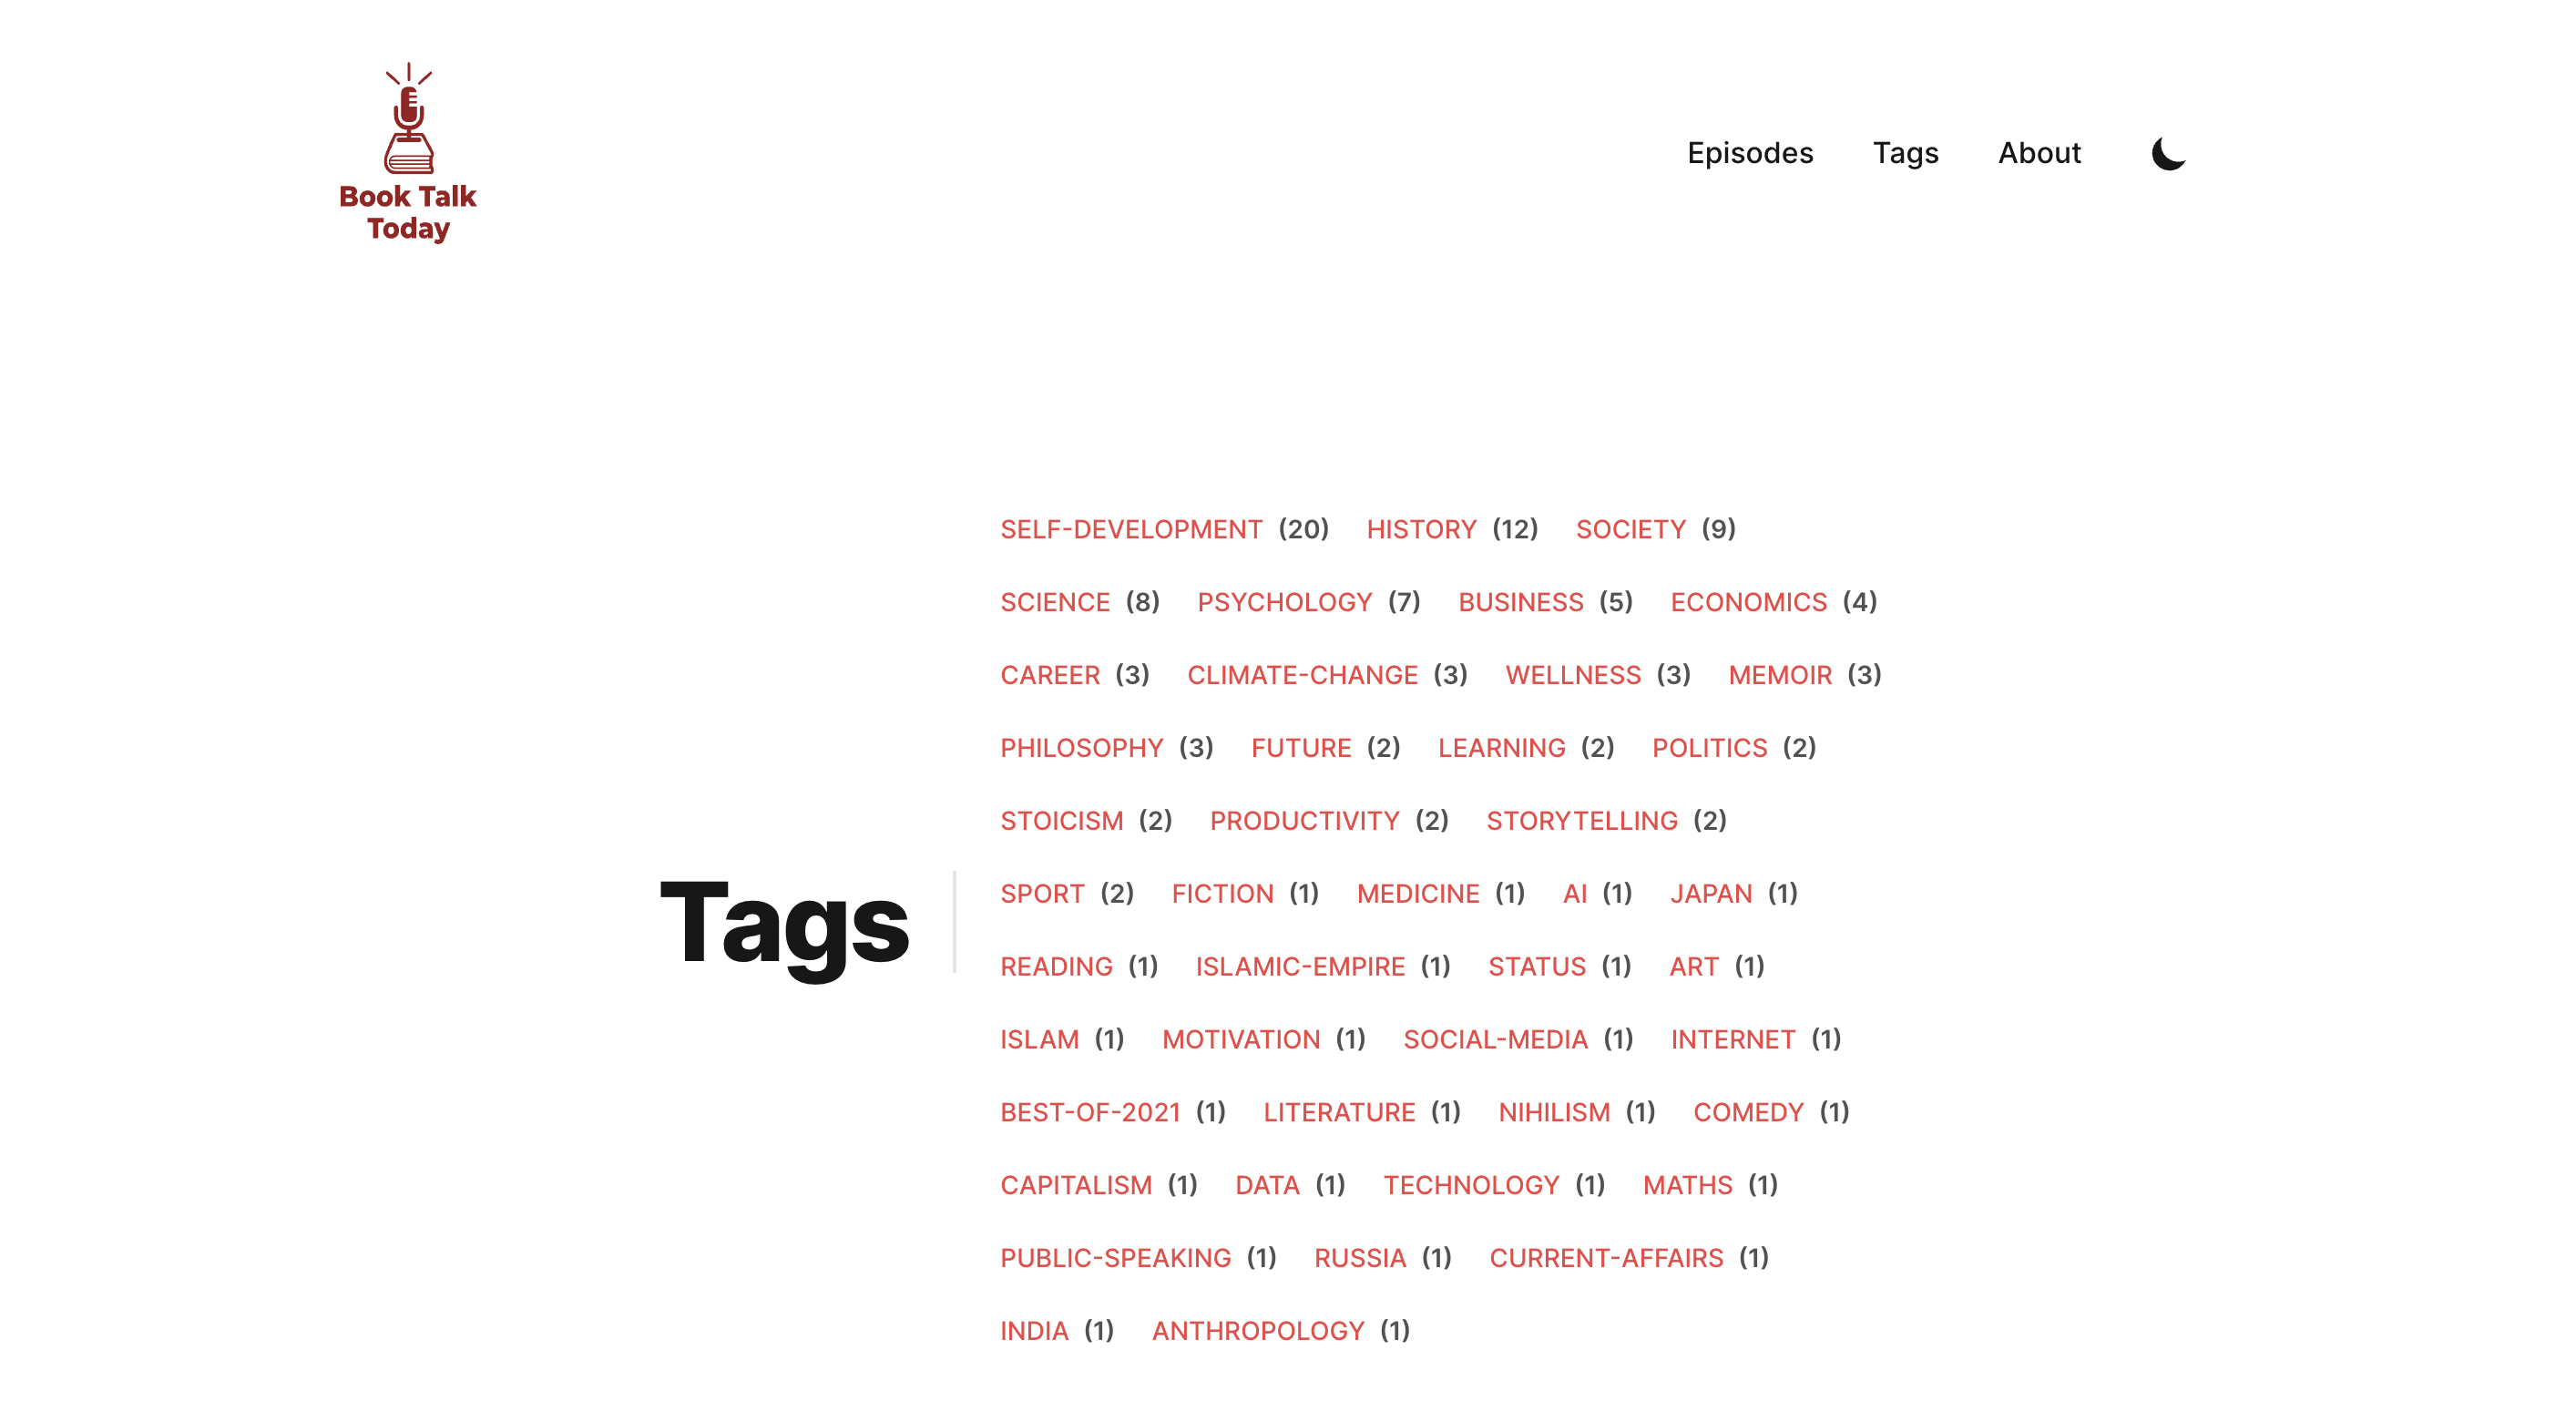 Book Talk
Today
Episodes Tags About
SELF-DEVELOPMENT (20) HISTORY (12) SOCIETY (9)
SCIENCE (8) PSYCHOLOGY (7) BUSINESS (5) ECONOMICS (4)
CAREER (3) CLIMATE-CHANGE (3) WELLNESS (3) MEMOIR (3)
PHILOSOPHY (3) FUTURE (2) LEARNING (2) POLITICS (2)
STOICISM (2) PRODUCTIVITY (2) STORYTELLING (2)
Tags
SPORT (2) FICTION (1) MEDICINE (1) AI (1) JAPAN (1)
READING (1) ISLAMIC-EMPIRE (1) STATUS (1) ART (1)
ISLAM (1) MOTIVATION (1) SOCIAL-MEDIA (1) INTERNET (1)
BEST-OF-2021 (1) LITERATURE (1) NIHILISM (1) COMEDY (1)
CAPITALISM (1) DATA (1) TECHNOLOGY (1) MATHS (1)
PUBLIC-SPEAKING (1) RUSSIA (1) CURRENT-AFFAIRS (1)
INDIA (1) ANTHROPOLOGY (1)